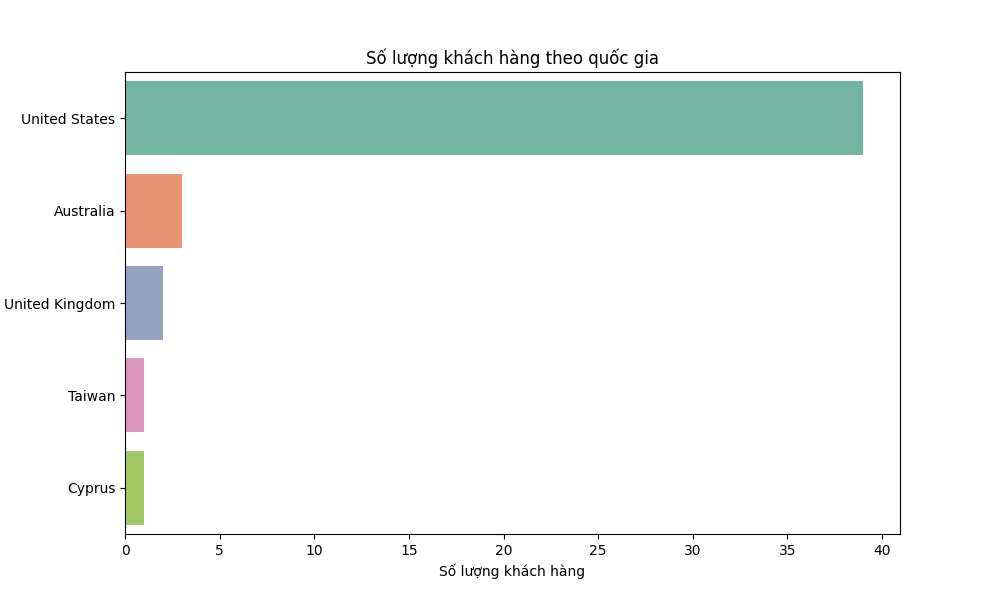 Số lượng khách hàng theo quốc gia
United States
Australia
United Kingdom
Taiwan
Cyprus
0 5 10 15 20 25 30 35 40
Số lượng khách hàng